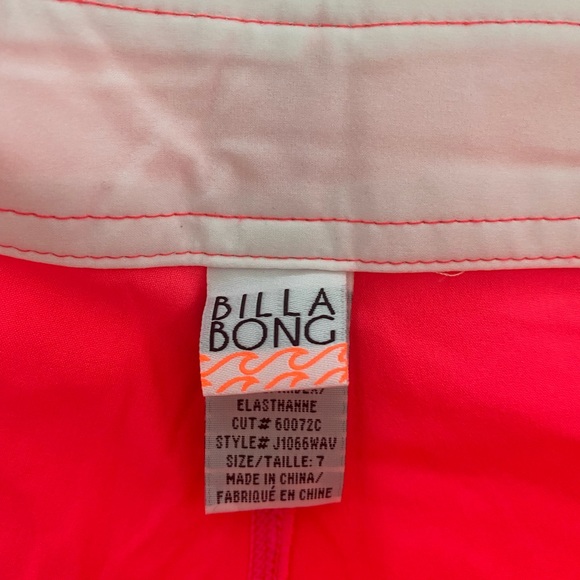 BILLA
BONG
ELASTHANNE
CUT# 60072C
STYLE# J1066WAV
SIZE/TAILLE: 7
MADE IN CHINA/
FABRIQUÉ EN CHINE